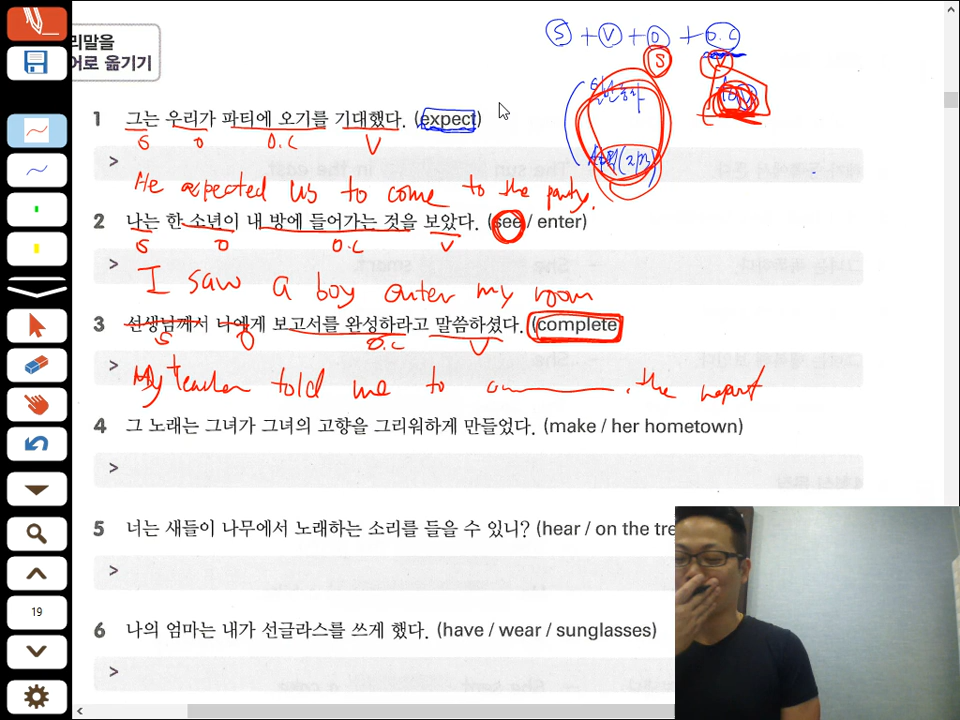 S + V + O + O.C
리말을
어로 옮기기
S
일반동사
1 그는 우리가 파티에 오기를 기대했다. (expect)
S O O.C V
> He expected us to come to the party.
2 나는 한 소년이 내 방에 들어가는 것을 보았다. (see / enter)
S O O.C V
> I saw a boy enter my room
3 선생님께서 나에게 보고서를 완성하라고 말씀하셨다. (complete
S O O.C V
> My teacher told me to the report
4 그 노래는 그녀가 그녀의 고향을 그리워하게 만들었다. (make / her hometown)
>
5 너는 새들이 나무에서 노래하는 소리를 들을 수 있니? (hear / on the tre
>
6 나의 엄마는 내가 선글라스를 쓰게 했다. (have / wear / sunglasses)
>
19